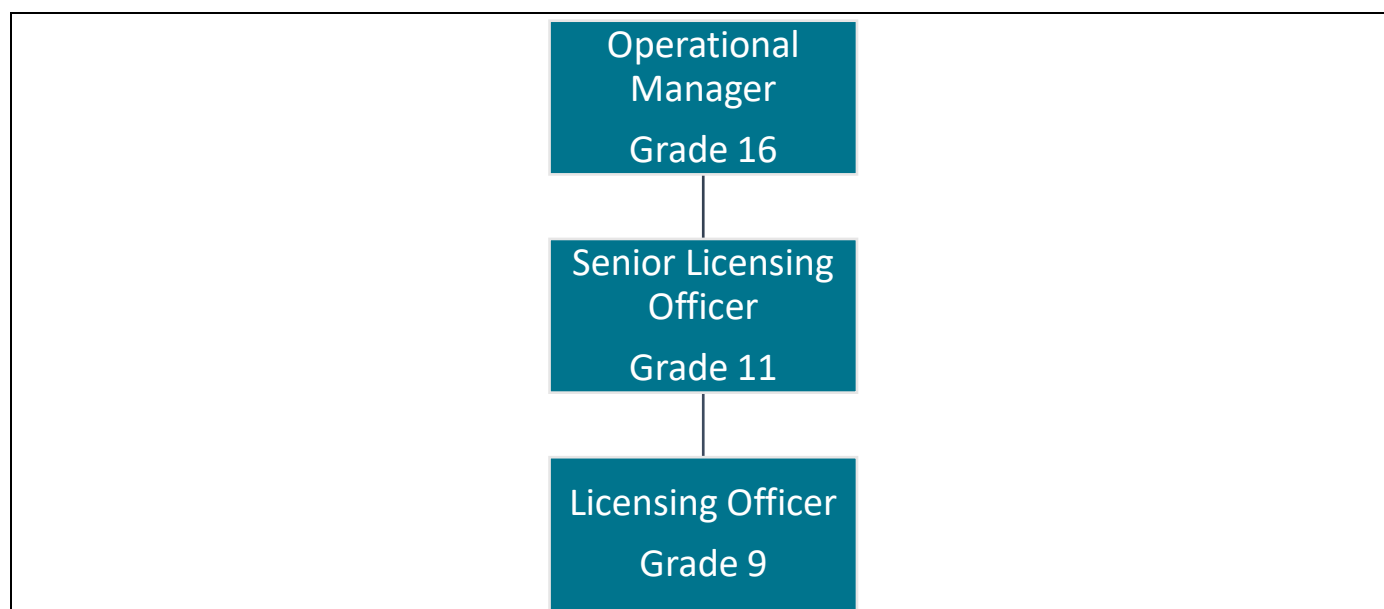 Operational
Manager
Grade 16
Senior Licensing
Officer
Grade 11
Licensing Officer
Grade 9